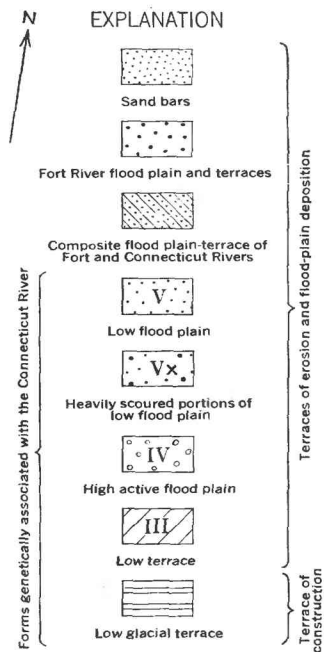 N
EXPLANATION
Sand bars
Fort River flood plain and terraces
Composite flood plain-terrace of
Fort and Connecticut Rivers
V
Low flood plain
Vx
Heavily scoured portions of
low flood plain
IV
High active flood plain
III
Low terrace
Low glacial terrace
Forms genetically associated with the Connecticut River
Terraces of erosion and flood-plain deposition
Terrace of
construction